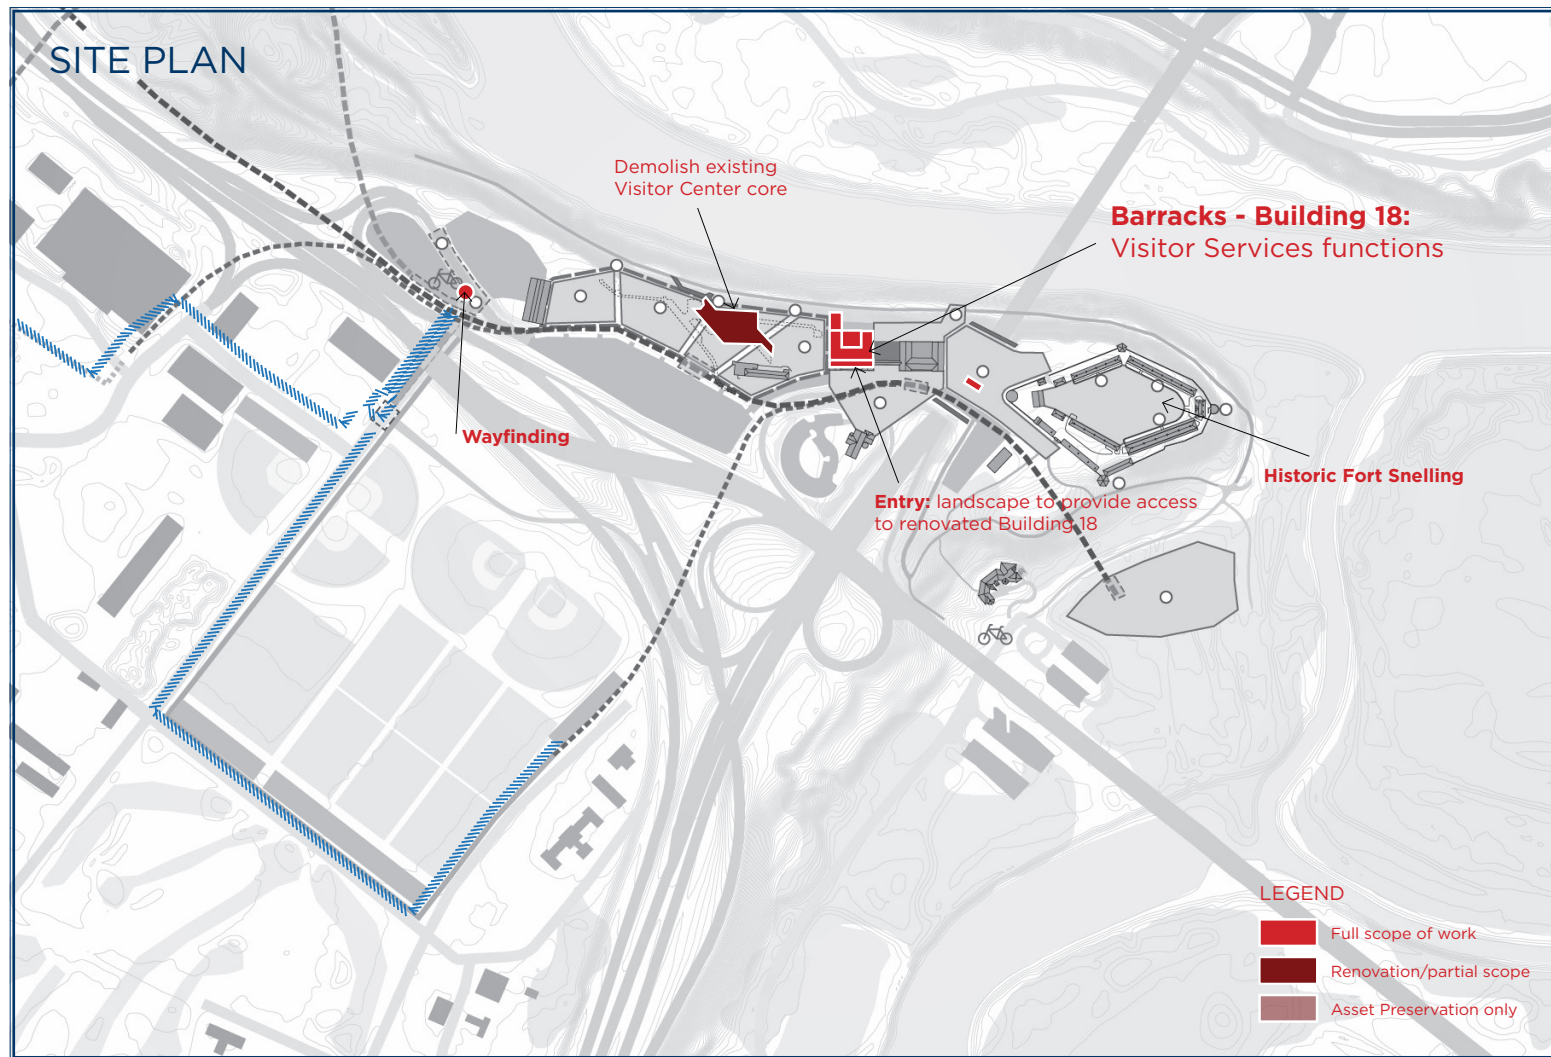 SITE PLAN
Demolish existing
Visitor Center core
Barracks - Building 18:
Visitor Services functions
Wayfinding
Historic Fort Snelling
Entry: landscape to provide access
to renovated Building 18
LEGEND
Full scope of work
Renovation/partial scope
Asset Preservation only